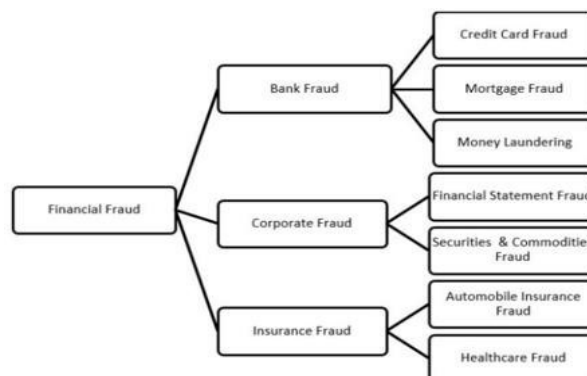 Credit Card Fraud
Bank Fraud
Mortgage Fraud
Money Laundering
Financial Fraud
Financial Statement Fraud
Corporate Fraud
Securities & Commoditie
Fraud
Automobile Insurance
Fraud
Insurance Fraud
Healthcare Fraud